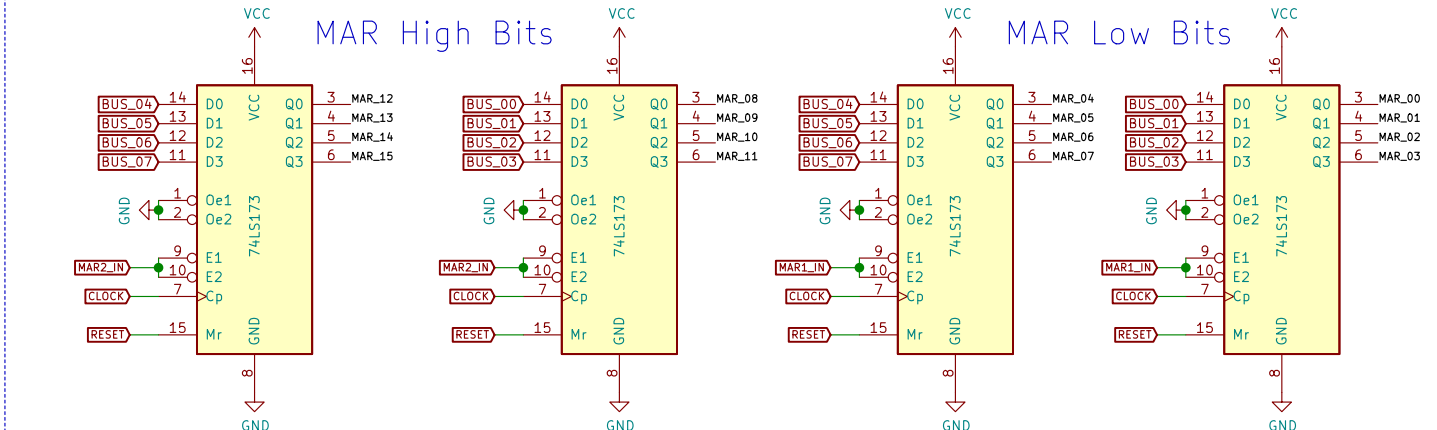 VCC VCC VCC VCC
MAR High Bits MAR Low Bits
16 16 16 16
VCC VCC VCC VCC
BUS_04 14 D0 Q0 3 MAR_12 BUS_00 14 D0 Q0 3 MAR_08 BUS_04 14 D0 Q0 3 MAR_04 BUS_00 14 D0 Q0 3 MAR_00
BUS_05 13 D1 Q1 4 MAR_13 BUS_01 13 D1 Q1 4 MAR_09 BUS_05 13 D1 Q1 4 MAR_05 BUS_01 13 D1 Q1 4 MAR_01
BUS_06 12 D2 Q2 5 MAR_14 BUS_02 12 D2 Q2 5 MAR_10 BUS_06 12 D2 Q2 5 MAR_06 BUS_02 12 D2 Q2 5 MAR_02
BUS_07 11 D3 Q3 6 MAR_15 BUS_03 11 D3 Q3 6 MAR_11 BUS_07 11 D3 Q3 6 MAR_07 BUS_03 11 D3 Q3 6 MAR_03
1 Oe1 1 Oe1 1 Oe1 1 Oe1
GND GND GND GND
2 Oe2 2 Oe2 2 Oe2 2 Oe2
74LS173 74LS173 74LS173 74LS173
9 E1 9 E1 9 E1 9 E1
MAR2_IN MAR2_IN MAR1_IN MAR1_IN
10 E2 10 E2 10 E2 10 E2
CLOCK 7 Cp CLOCK 7 Cp CLOCK 7 Cp CLOCK 7 Cp
RESET 15 Mr RESET 15 Mr RESET 15 Mr RESET 15 Mr
GND GND GND GND
8 8 8 8
GND GND GND GND